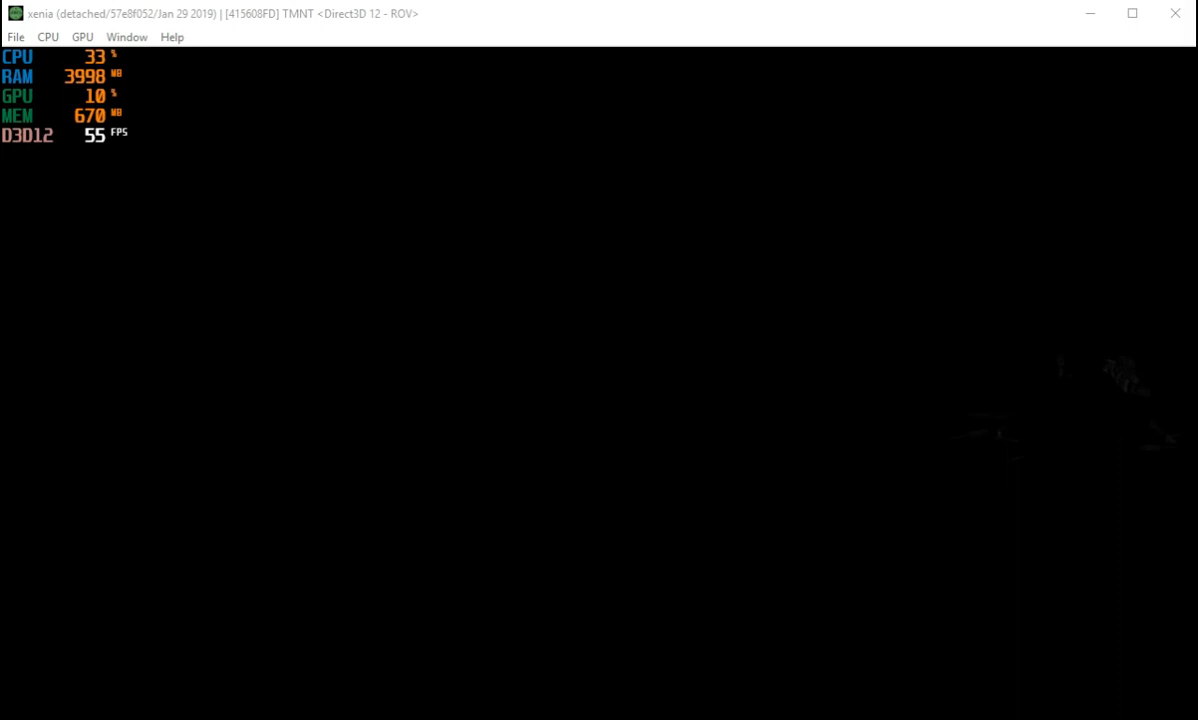 xenia (detached/57e8f052/Jan 29 2019) | [415608FD] TMNT <Direct3D 12 - ROV>
File CPU GPU Window Help
CPU 33 %
RAM 3998 MB
GPU 10 %
MEM 670 MB
D3D12 55 FPS